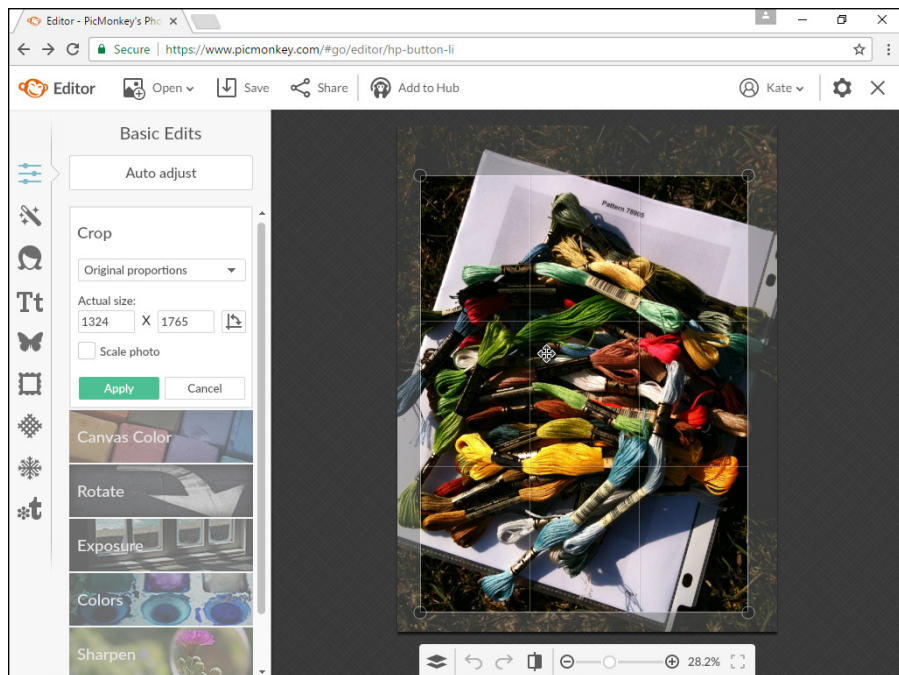 Editor - PicMonkey's Pho
Secure https://www.picmonkey.com/#go/editor/hp-button-li
Editor Open Save Share Add to Hub Kate
Basic Edits
Auto adjust
Crop
Original proportions
Actual size:
1324 X 1765
Scale photo
Apply Cancel
Canvas Color
Rotate
Exposure
Colors
Sharpen
Tt
t
Pattern 78905
28.2%